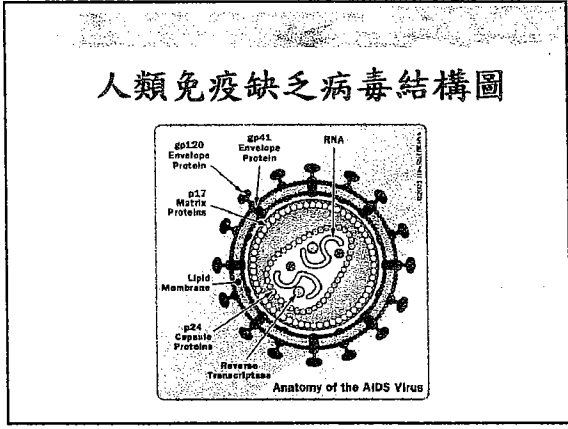 人類免疫缺乏病毒結構圖
gp120
Envelope
Protein
gp41
Envelope
Protein
RNA
p17
Matrix
Proteins
Lipid
Membrane
p24
Capsule
Proteins
Reverse
Transcriptase
Anatomy of the AIDS Virus